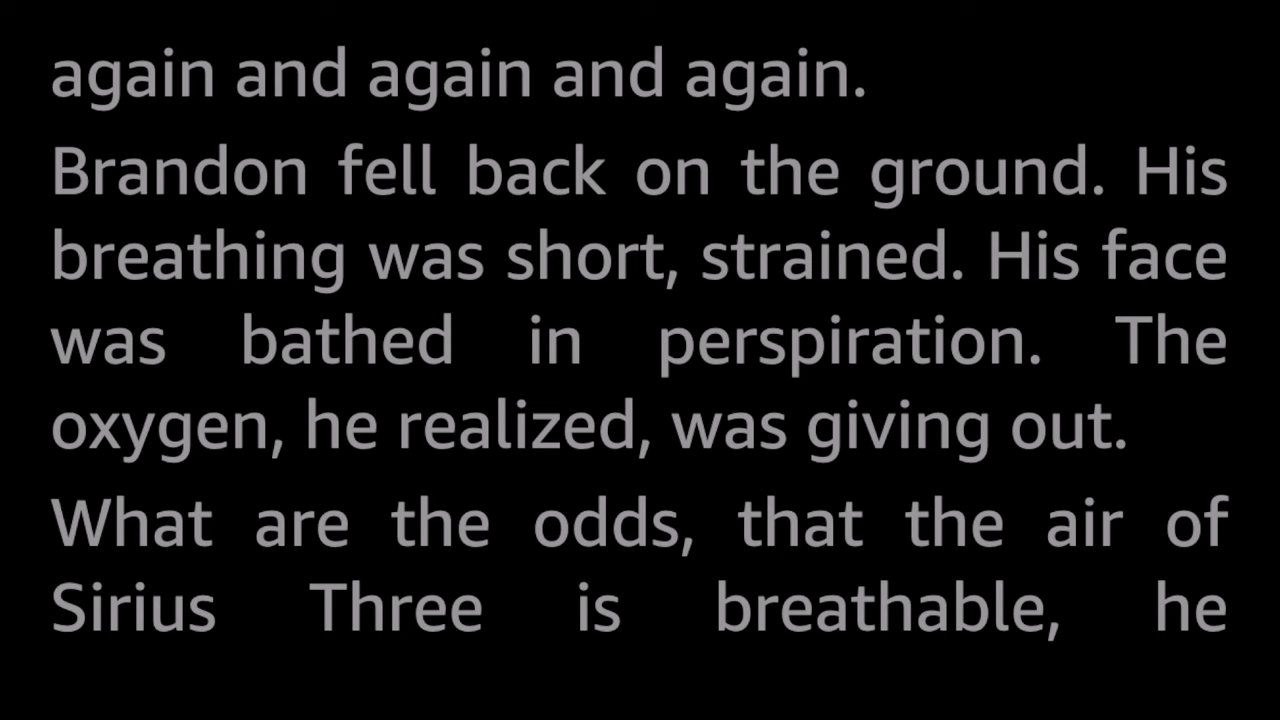 again and again and again.
Brandon fell back on the ground. His
breathing was short, strained. His face
was bathed in perspiration. The
oxygen, he realized, was giving out.
What are the odds, that the air of
Sirius Three is breathable, he